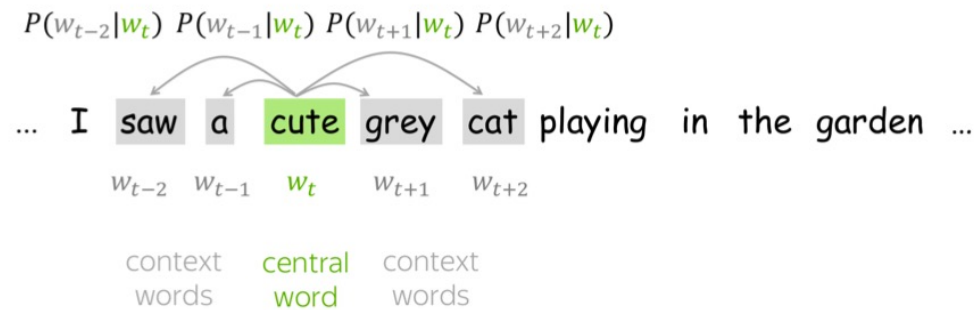 P(w_{t−2}|w_t) P(w_{t−1}|w_t) P(w_{t+1}|w_t) P(w_{t+2}|w_t)
... I saw a cute grey cat playing in the garden ...
w_{t−2} w_{t−1} w_t w_{t+1} w_{t+2}
context central context
words word words